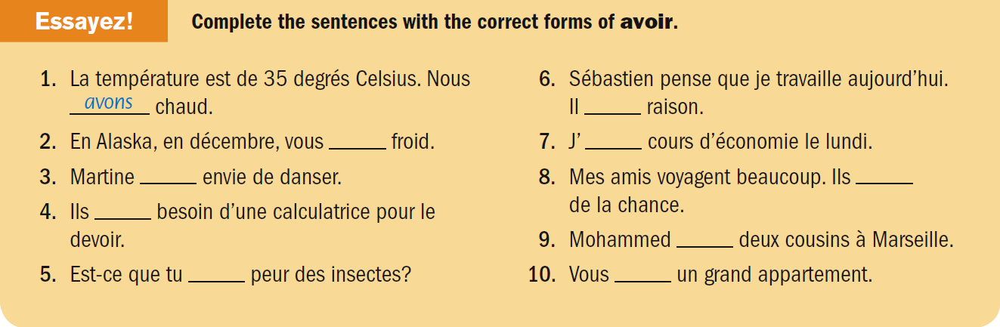 Essayez! Complete the sentences with the correct forms of avoir.
1. La température est de 35 degrés Celsius. Nous
avons chaud.
2. En Alaska, en décembre, vous ______ froid.
3. Martine ______ envie de danser.
4. Ils ______ besoin d'une calculatrice pour le
devoir.
5. Est-ce que tu ______ peur des insectes?
6. Sébastien pense que je travaille aujourd'hui.
Il ______ raison.
7. J' ______ cours d'économie le lundi.
8. Mes amis voyagent beaucoup. Ils ______
de la chance.
9. Mohammed ______ deux cousins à Marseille.
10. Vous ______ un grand appartement.